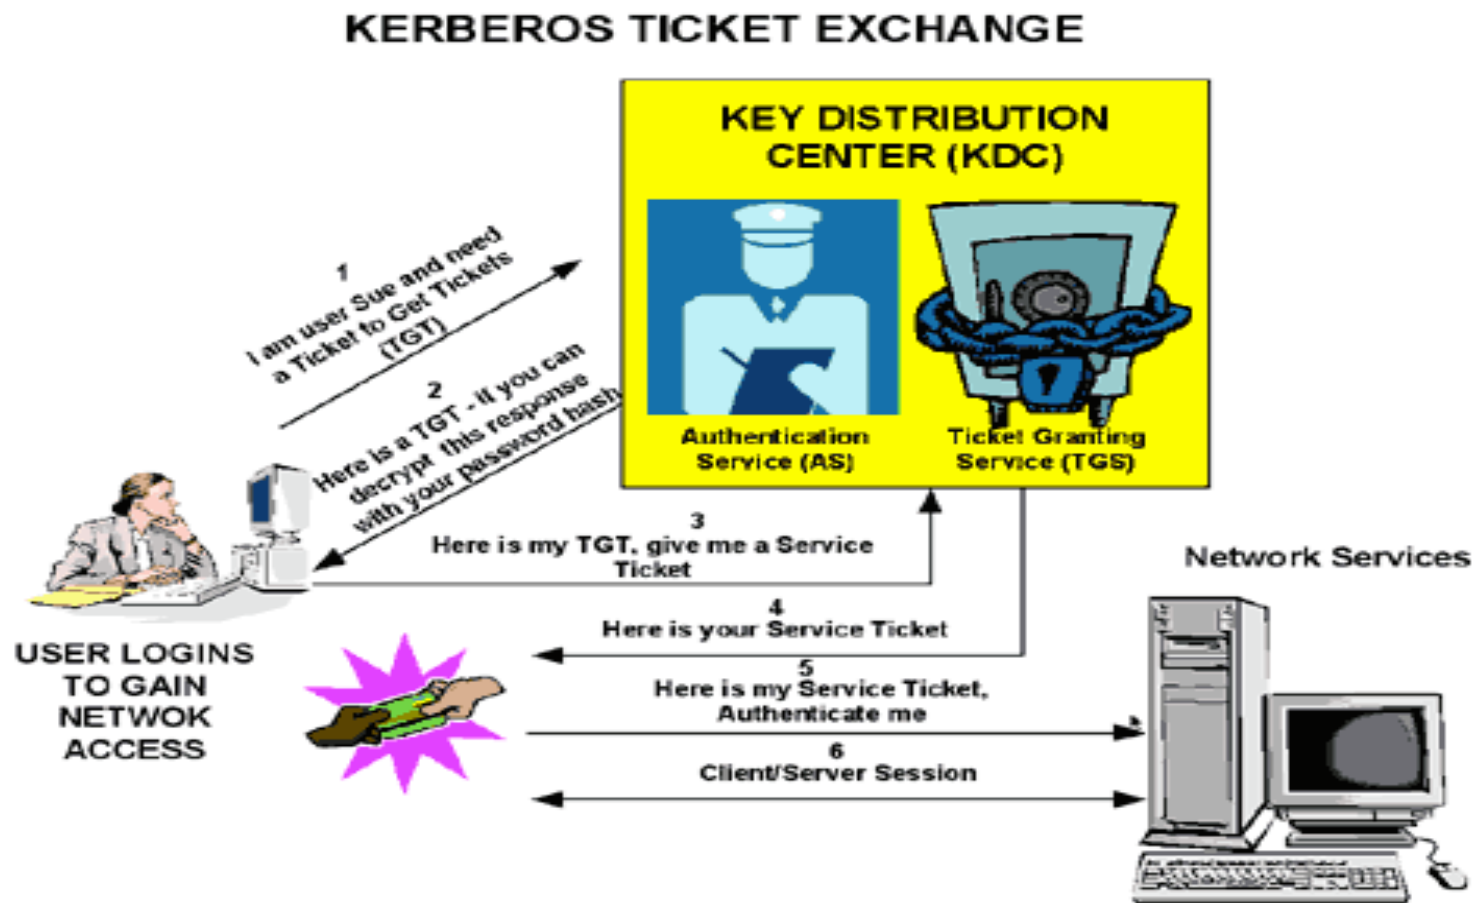 KERBEROS TICKET EXCHANGE
KEY DISTRIBUTION
CENTER (KDC)
Authentication
Service (AS)
Ticket Granting
Service (TGS)
1
I am user Sue and need
a Ticket to Get Tickets
(TGT)
2
Here is a TGT - if you can
decrypt this response
with your password hash
3
Here is my TGT, give me a Service
Ticket
4
Here is your Service Ticket
5
Here is my Service Ticket,
Authenticate me
6
Client/Server Session
USER LOGINS
TO GAIN
NETWOK
ACCESS
Network Services